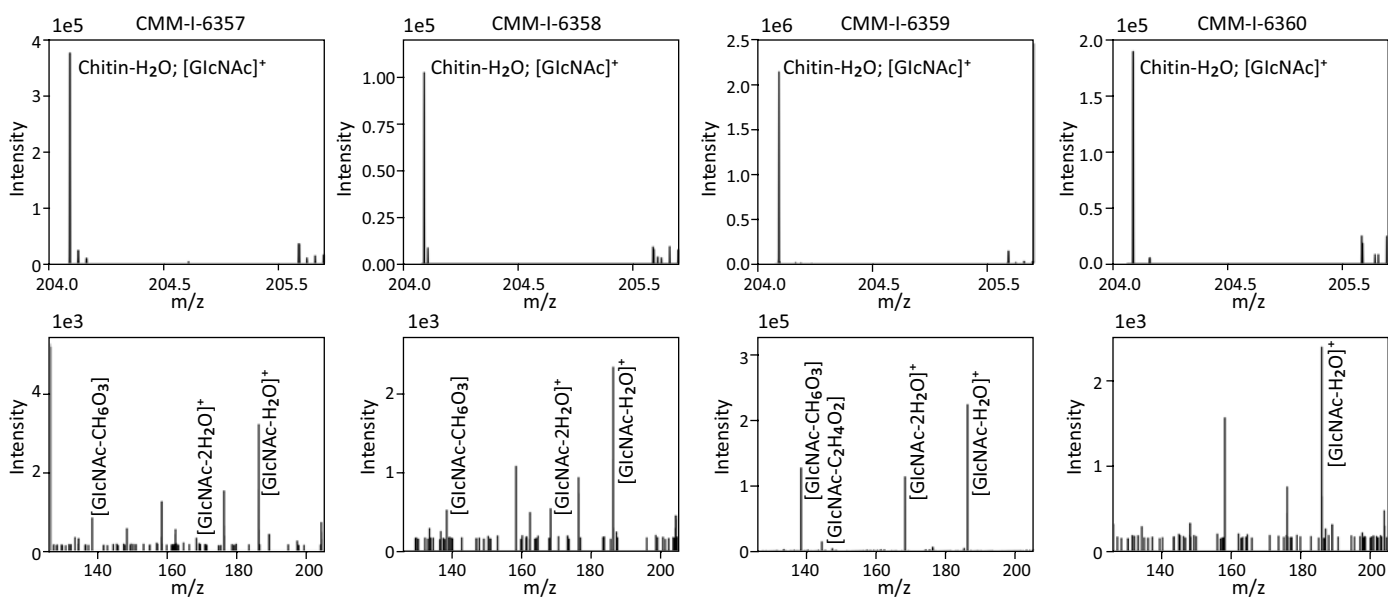 CMM-I-6357
1e5
4
3
2
1
0
Intensity
Chitin-H₂O; [GlcNAc]⁺
204.0
204.5
205.5
m/z
CMM-I-6358
1e5
1.00
0.75
0.50
0.25
0.00
Intensity
Chitin-H₂O; [GlcNAc]⁺
204.0
204.5
205.5
m/z
CMM-I-6359
1e6
2.5
2.0
1.5
1.0
0.5
0.0
Intensity
Chitin-H₂O; [GlcNAc]⁺
204.0
204.5
205.5
m/z
CMM-I-6360
1e5
2.0
1.5
1.0
0.5
0.0
Intensity
Chitin-H₂O; [GlcNAc]⁺
204.0
204.5
205.5
m/z
1e3
4
2
0
Intensity
[GlcNAc-CH₆O₃]
[GlcNAc-2H₂O]⁺
[GlcNAc-H₂O]⁺
140
160
180
200
m/z
1e3
2
1
0
Intensity
[GlcNAc-CH₆O₃]
[GlcNAc-2H₂O]⁺
[GlcNAc-H₂O]⁺
140
160
180
200
m/z
1e5
3
2
1
0
Intensity
[GlcNAc-CH₆O₃]
[GlcNAc-C₂H₄O₂]
[GlcNAc-2H₂O]⁺
[GlcNAc-H₂O]⁺
140
160
180
200
m/z
1e3
2
1
0
Intensity
[GlcNAc-H₂O]⁺
140
160
180
200
m/z